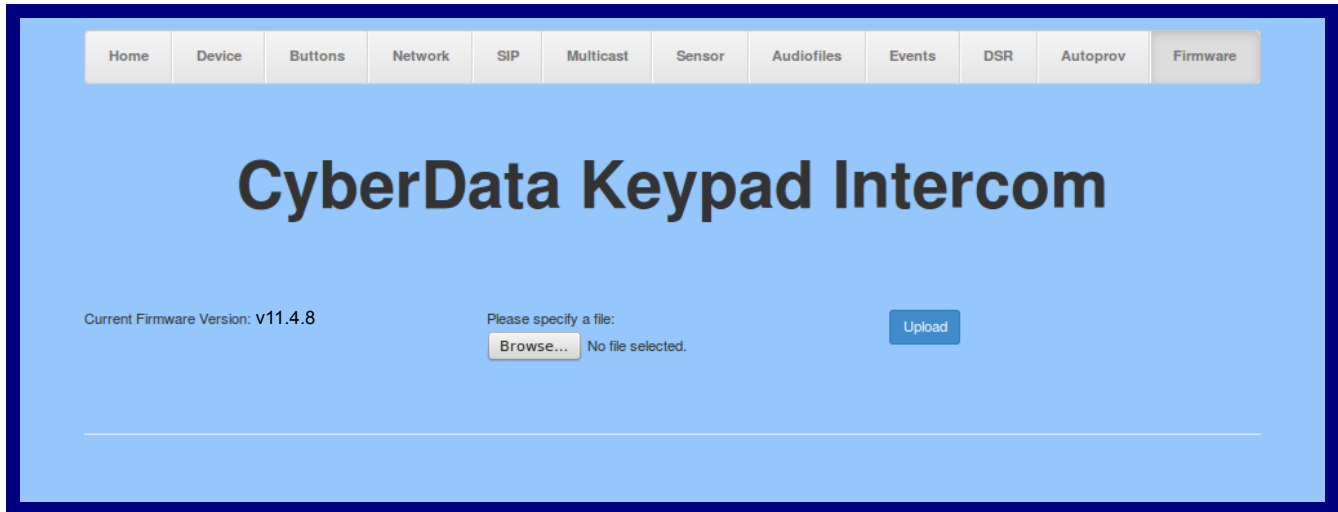 Home Device Buttons Network SIP Multicast Sensor Audiofiles Events DSR Autoprov Firmware
CyberData Keypad Intercom
Current Firmware Version: v11.4.8 Please specify a file: Upload
Browse... No file selected.